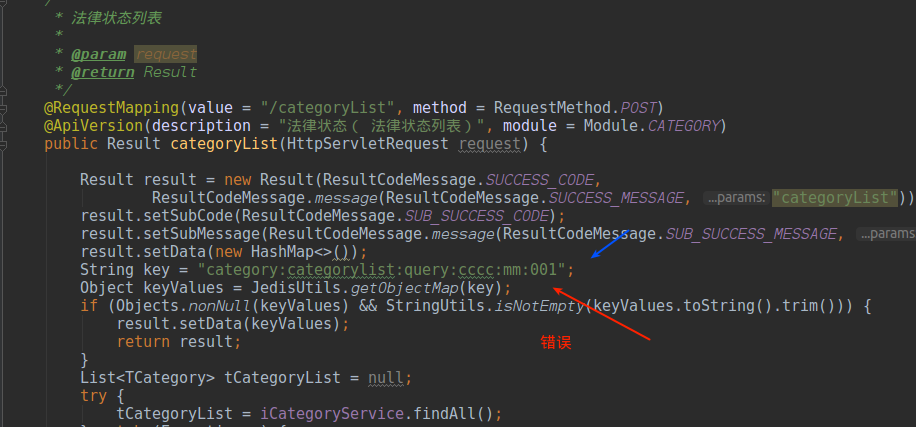 /
* 法律状态列表
*
* @param request
* @return Result
*/
@RequestMapping(value = "/categoryList", method = RequestMethod.POST)
@ApiVersion(description = "法律状态（ 法律状态列表）", module = Module.CATEGORY)
public Result categoryList(HttpServletRequest request) {
Result result = new Result(ResultCodeMessage.SUCCESS_CODE,
ResultCodeMessage.message(ResultCodeMessage.SUCCESS_MESSAGE, ...params: "categoryList"))
result.setSubCode(ResultCodeMessage.SUB_SUCCESS_CODE);
result.setSubMessage(ResultCodeMessage.message(ResultCodeMessage.SUB_SUCCESS_MESSAGE, ...params
result.setData(new HashMap<>());
String key = "category:categorylist:query:cccc:mm:001";
Object keyValues = JedisUtils.getObjectMap(key);
if (Objects.nonNull(keyValues) && StringUtils.isNotEmpty(keyValues.toString().trim())) {
result.setData(keyValues);
return result;
错误
}
List<TCategory> tCategoryList = null;
try {
tCategoryList = iCategoryService.findAll();